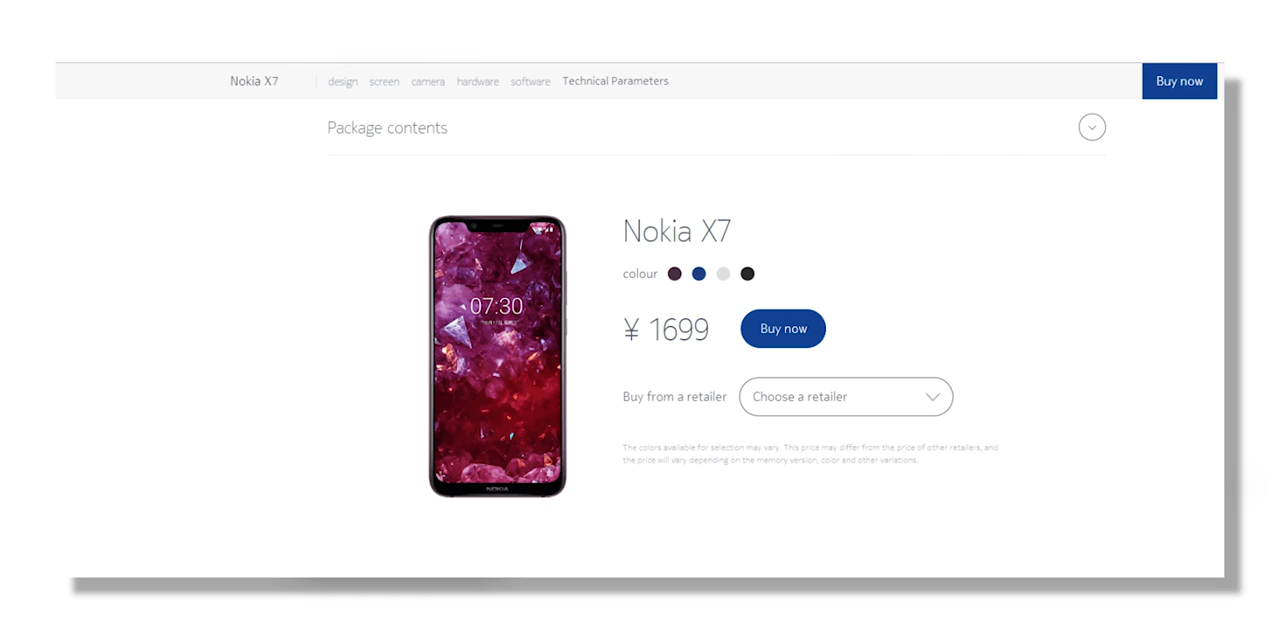 Nokia X7
design screen camera hardware software Technical Parameters
Buy now
Package contents
07:30
NOKIA
Nokia X7
colour
¥ 1699
Buy now
Buy from a retailer
Choose a retailer
The colors available for selection may vary. This price may differ from the price of other retailers, and
the price will vary depending on the memory version, color and other variations.